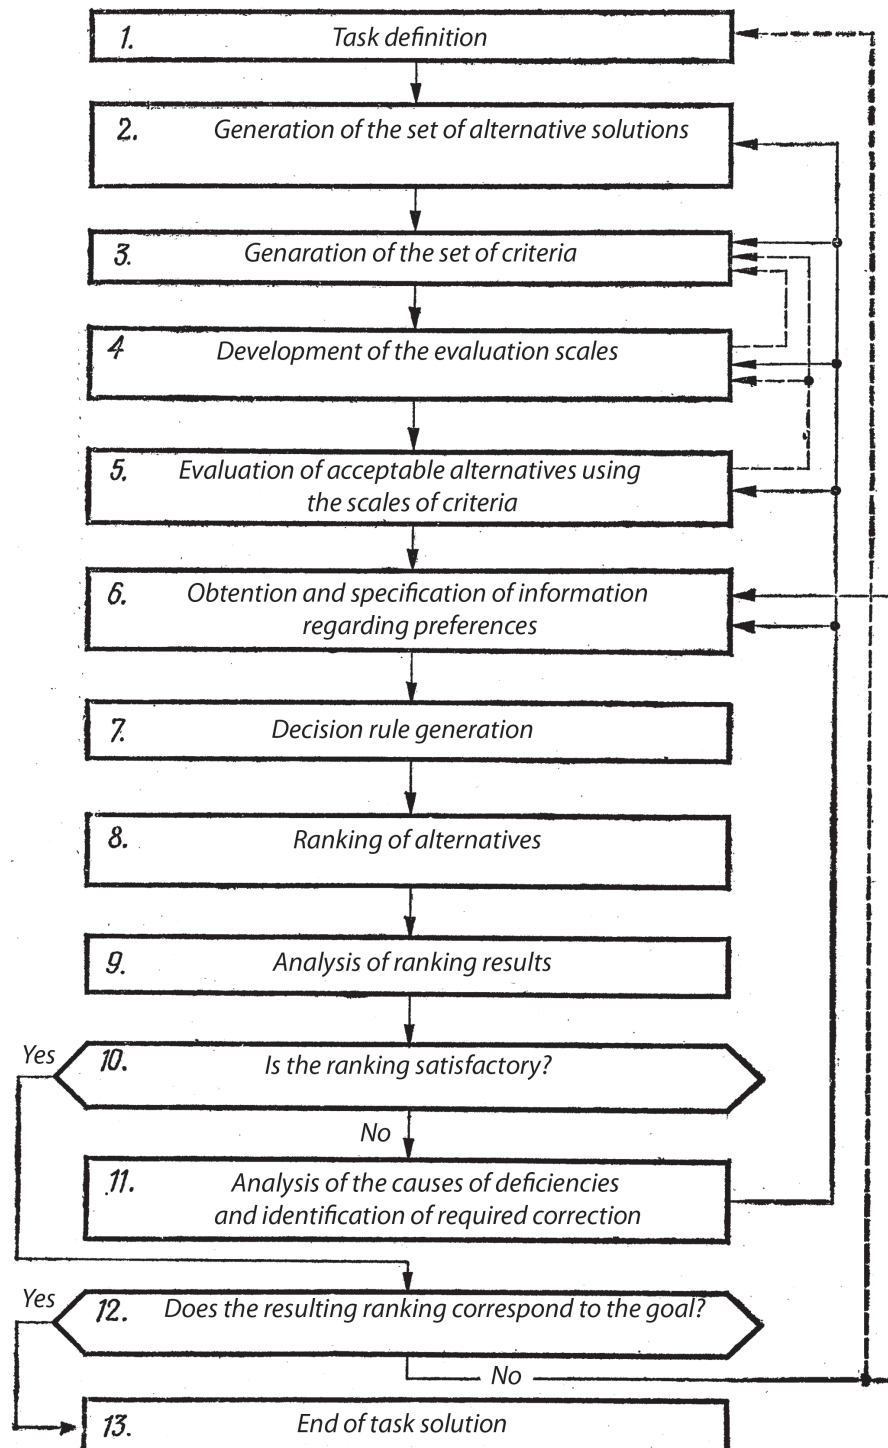 1. Task definition
2. Generation of the set of alternative solutions
3. Genaration of the set of criteria
4 Development of the evaluation scales
5. Evaluation of acceptable alternatives using
the scales of criteria
6. Obtention and specification of information
regarding preferences
7. Decision rule generation
8. Ranking of alternatives
9. Analysis of ranking results
Yes
10. Is the ranking satisfactory?
No
11. Analysis of the causes of deficiencies
and identification of required correction
Yes
12. Does the resulting ranking correspond to the goal?
No
13. End of task solution